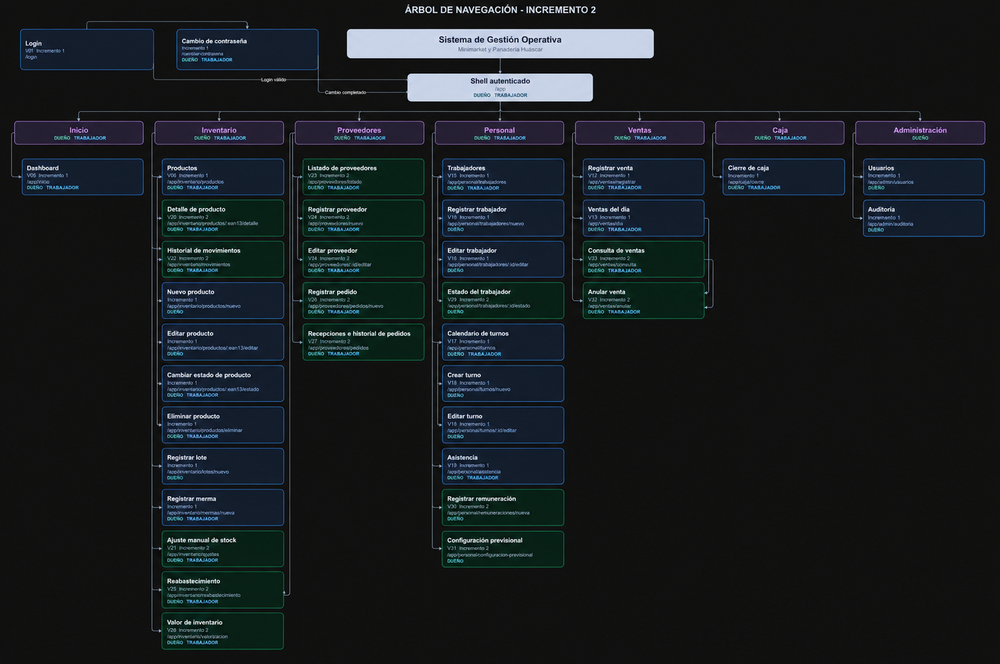 ÁRBOL DE NAVEGACIÓN - INCREMENTO 2
Login
V01 Incremento 1
/login
Cambio de contraseña
Incremento 1
DUEÑO TRABAJADOR
Sistema de Gestión Operativa
Minimarket y Panadería Huáscar
Login válido
Cambio completado
Shell autenticado
/app
DUEÑO TRABAJADOR
Inicio
DUEÑO TRABAJADOR
Dashboard
V05 Incremento 1
/app/inicio
DUEÑO TRABAJADOR
Inventario
DUEÑO TRABAJADOR
Productos
Incremento 1
/app/inventario/productos
DUEÑO TRABAJADOR
Detalle de producto
V20 Incremento 2
/app/inventario/productos/:ean13/detalle
DUEÑO TRABAJADOR
Historial de movimientos
V22 Incremento 2
/app/inventario/movimientos
DUEÑO TRABAJADOR
Nuevo producto
Incremento 1
/app/inventario/productos/nuevo
DUEÑO
Editar producto
Incremento 1
/app/inventario/productos/:ean13/editar
DUEÑO
Cambiar estado de producto
Incremento 1
/app/inventario/productos/:ean13/estado
DUEÑO TRABAJADOR
Eliminar producto
Incremento 1
/app/inventario/productos/eliminar
DUEÑO TRABAJADOR
Registrar lote
Incremento 1
/app/inventario/lotes/nuevo
DUEÑO
Registrar merma
Incremento 1
/app/inventario/mermas/nueva
DUEÑO TRABAJADOR
Ajuste manual de stock
V21 Incremento 2
/app/inventario/ajustes
DUEÑO TRABAJADOR
Reabastecimiento
V25 Incremento 2
/app/inventario/reabastecimiento
DUEÑO TRABAJADOR
Valor de inventario
Incremento 2
/app/inventario/valorizacion
DUEÑO TRABAJADOR
Proveedores
DUEÑO TRABAJADOR
Listado de proveedores
V23 Incremento 2
/app/proveedores/listado
DUEÑO TRABAJADOR
Registrar proveedor
V24 Incremento 2
/app/proveedores/nuevo
DUEÑO TRABAJADOR
Editar proveedor
Incremento 2
/app/proveedores/:id/editar
DUEÑO TRABAJADOR
Registrar pedido
Incremento 2
/app/proveedores/pedidos/nuevo
DUEÑO TRABAJADOR
Recepciones e historial de pedidos
V27 Incremento 2
/app/proveedores/pedidos
DUEÑO TRABAJADOR
Personal
DUEÑO TRABAJADOR
Trabajadores
V15 Incremento 1
/app/personal/trabajadores
DUEÑO TRABAJADOR
Registrar trabajador
V16 Incremento 1
/app/personal/trabajadores/nuevo
DUEÑO
Editar trabajador
V16 Incremento 1
/app/personal/trabajadores/:id/editar
DUEÑO
Estado del trabajador
V29 Incremento 2
/app/personal/trabajadores/:id/estado
DUEÑO
Calendario de turnos
V17 Incremento 1
/app/personal/turnos
DUEÑO TRABAJADOR
Crear turno
V18 Incremento 1
/app/personal/turnos/nuevo
DUEÑO
Editar turno
V18 Incremento 1
/app/personal/turnos/:id/editar
DUEÑO
Asistencia
V19 Incremento 1
/app/personal/asistencia
DUEÑO TRABAJADOR
Registrar remuneración
V30 Incremento 2
/app/personal/remuneraciones/nueva
DUEÑO
Configuración previsional
V31 Incremento 2
/app/personal/configuracion-previsional
DUEÑO
Ventas
DUEÑO TRABAJADOR
Registrar venta
V12 Incremento 1
/app/ventas/registrar
DUEÑO TRABAJADOR
Ventas del dia
V13 Incremento 1
/app/ventas/dia
DUEÑO TRABAJADOR
Consulta de ventas
V33 Incremento 2
/app/ventas/consulta
DUEÑO TRABAJADOR
Anular venta
V32 Incremento 2
/app/ventas/anular
DUEÑO TRABAJADOR
Caja
DUEÑO TRABAJADOR
Cierre de caja
Incremento 1
/app/caja/cierre
DUEÑO TRABAJADOR
Administración
DUEÑO
Usuarios
Incremento 1
/app/admin/usuarios
DUEÑO
Auditoria
Incremento 1
/app/admin/auditoria
DUEÑO